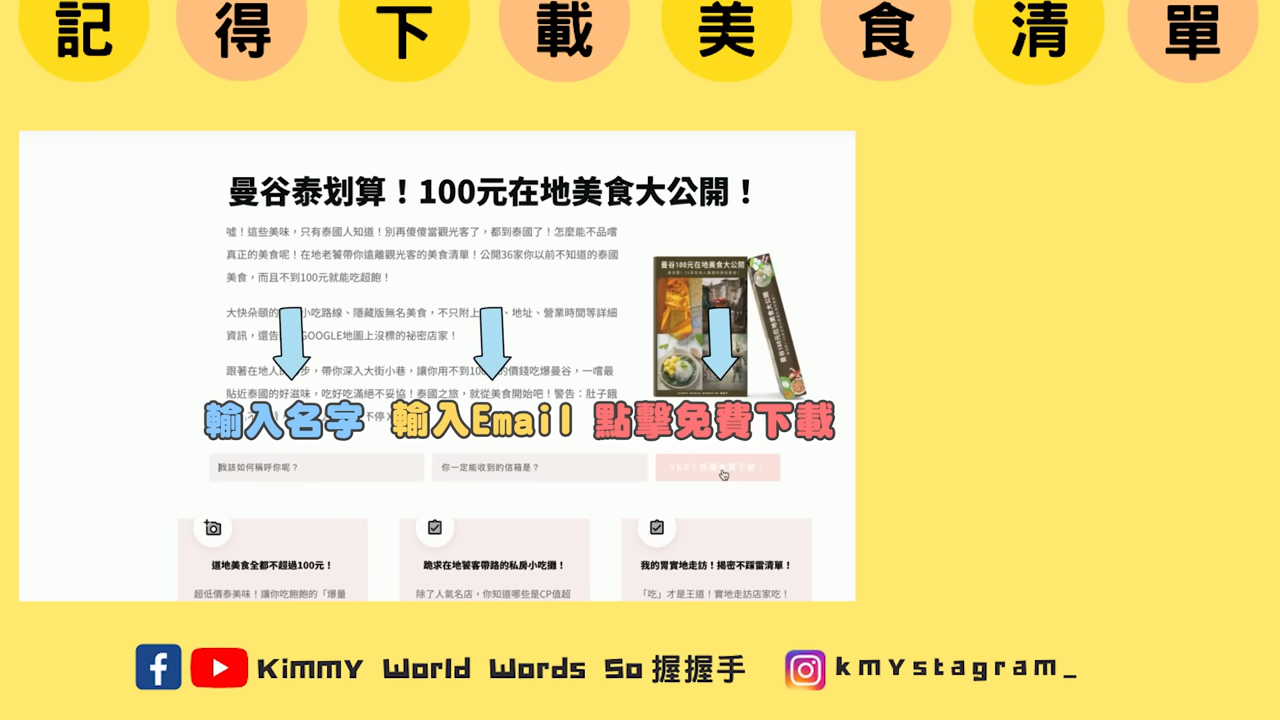 記得下載美食清單
曼谷泰划算！100元在地美食大公開！
噓！這些美味，只有泰國人知道！別再傻傻當觀光客了，都到泰國了！怎麼能不品嚐
真正的美食呢！在地老饕帶你遠離觀光客的美食清單！公開36家你以前不知道的泰國
美食，而且不到100元就能吃超飽！
大快朵頤的 小吃路線、隱藏版無名美食，不只附上 、地址、營業時間等詳細
資訊，還告 GOOGLE地圖上沒標的祕密店家！
跟著在地人 步，帶你深入大街小巷，讓你用不到10 的價錢吃爆曼谷，一嚐最
貼近泰國的好滋味，吃好吃滿絕不妥協！泰國之旅，就從美食開始吧！警告：肚子餓
不停
曼谷100元在地美食大公開
曼谷100元在地美食大公開
輸入名字 輸入Email 點擊免費下載
我該如何稱呼你呢？ 你一定能收到的信箱是？
道地美食全都不超過100元！ 跪求在地饕客帶路的私房小吃攤！ 我的胃實地走訪！揭密不踩雷清單！
超低價泰美味！讓你吃飽飽的「爆量 除了人氣名店，你知道哪些是CP值超 「吃」才是王道！實地走訪店家吃！
KiMMY World Words So 握握手 kmYstagram_